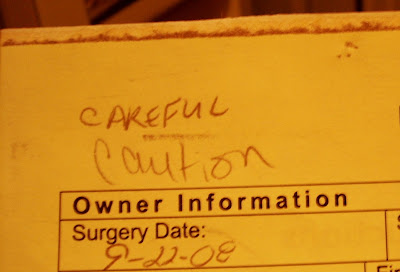 CAREFUL
Caution
Owner Information
Surgery Date:
9-22-08